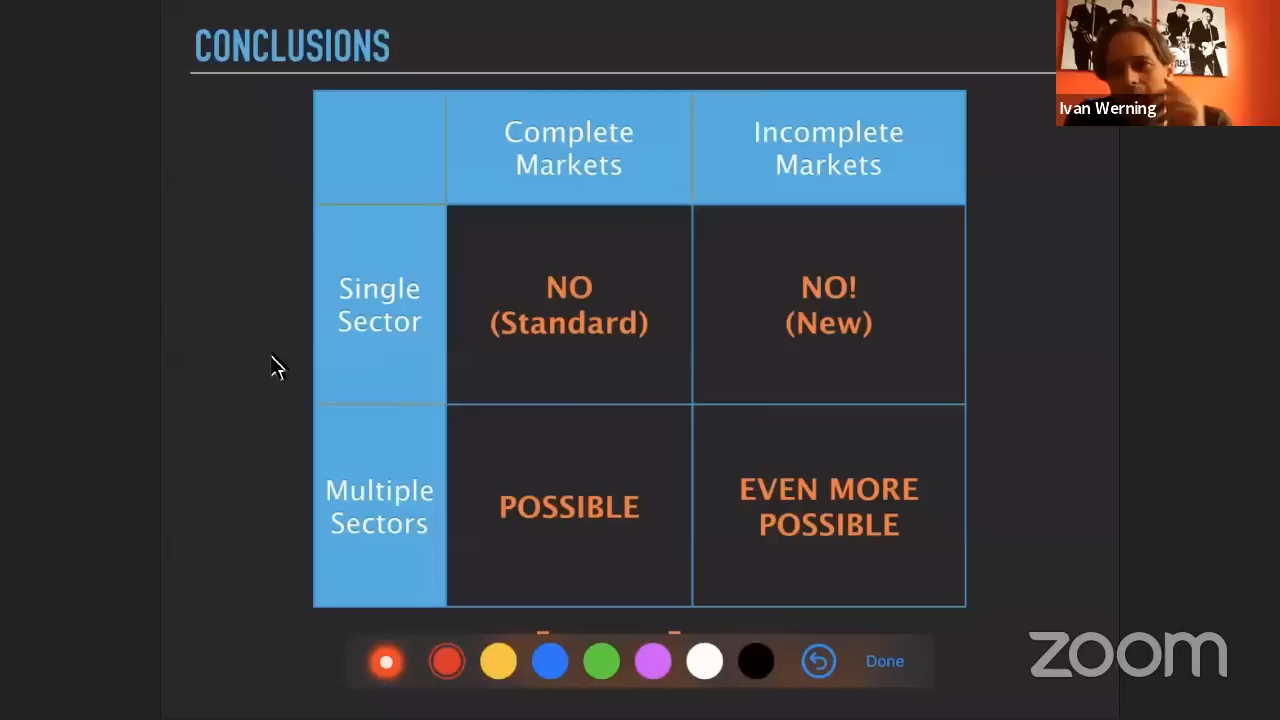 CONCLUSIONS
Ivan Werning
Complete
Markets
Incomplete
Markets
Single
Sector
NO
(Standard)
NO!
(New)
Multiple
Sectors
POSSIBLE
EVEN MORE
POSSIBLE
Done
zoom